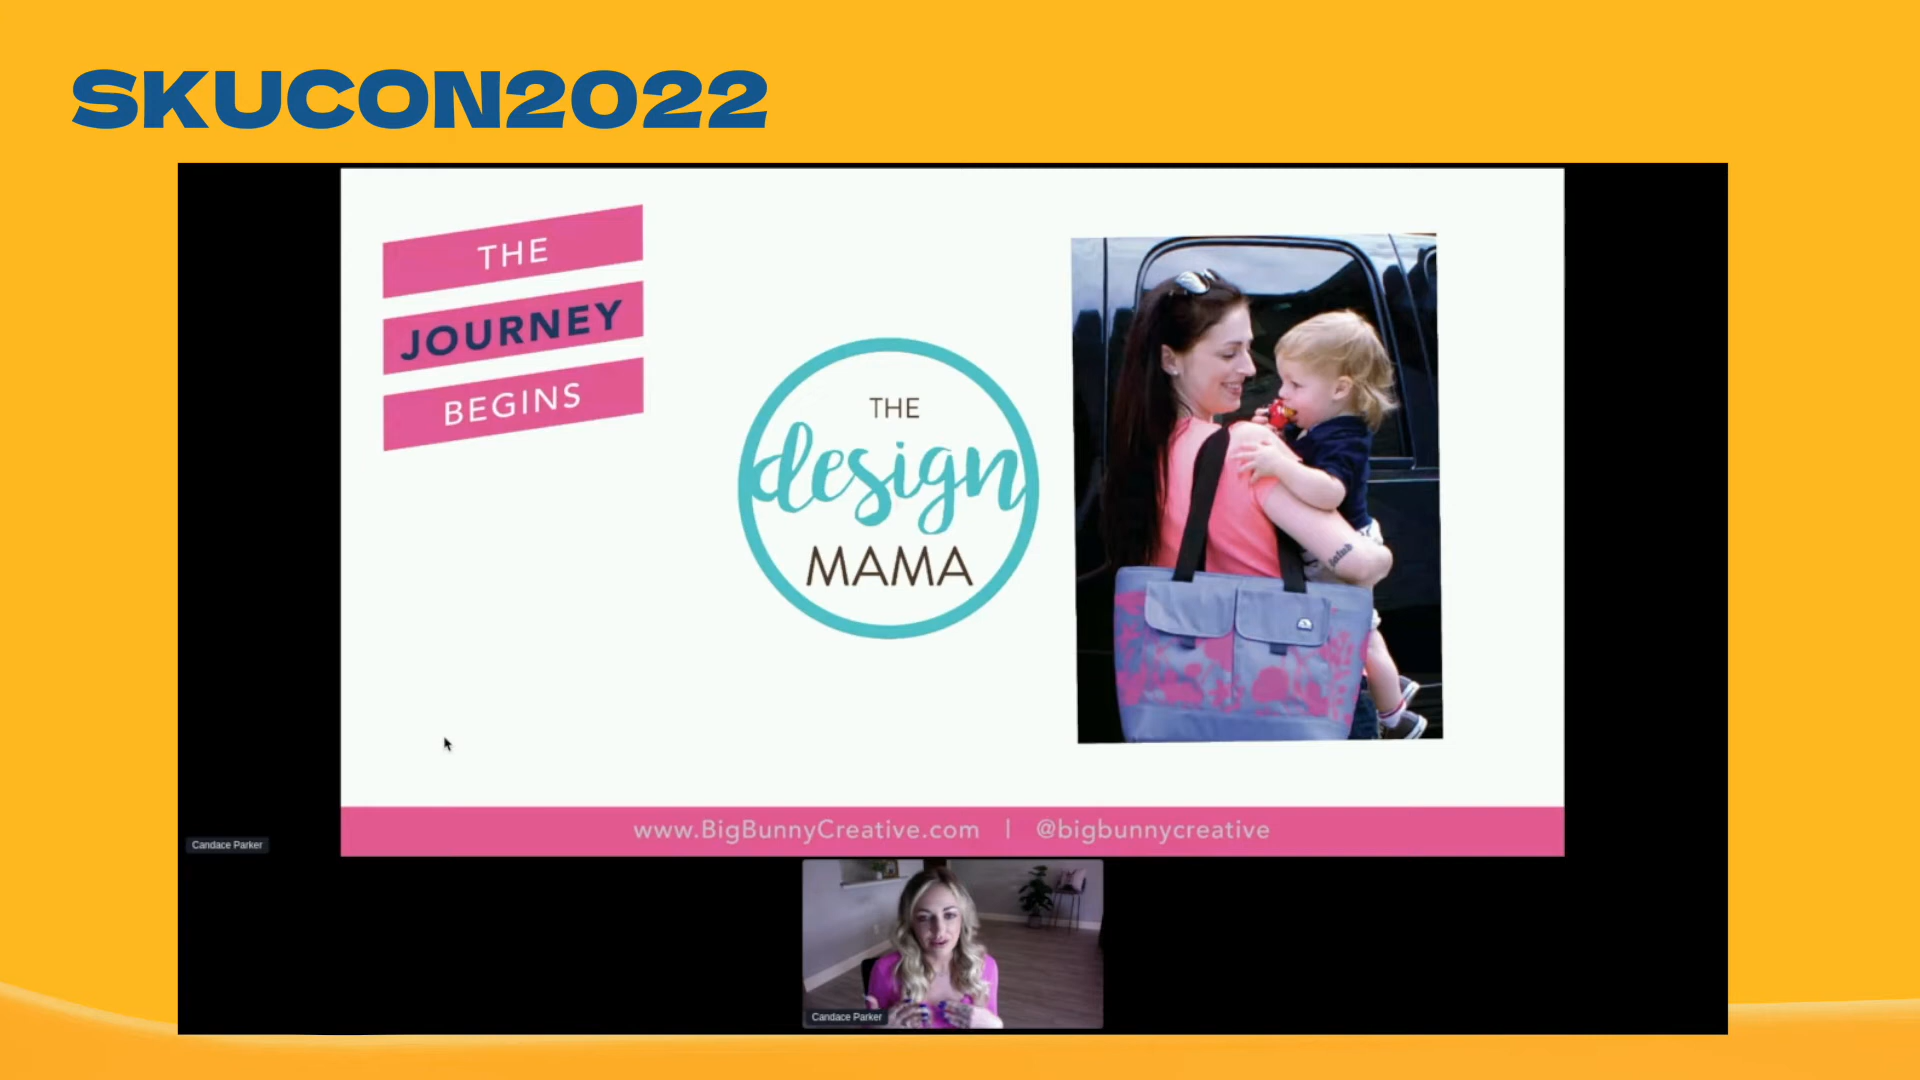 SKUCON2022
THE
JOURNEY
BEGINS
THE
design
MAMA
www.BigBunnyCreative.com | @bigbunnycreative
Candace Parker
Candace Parker